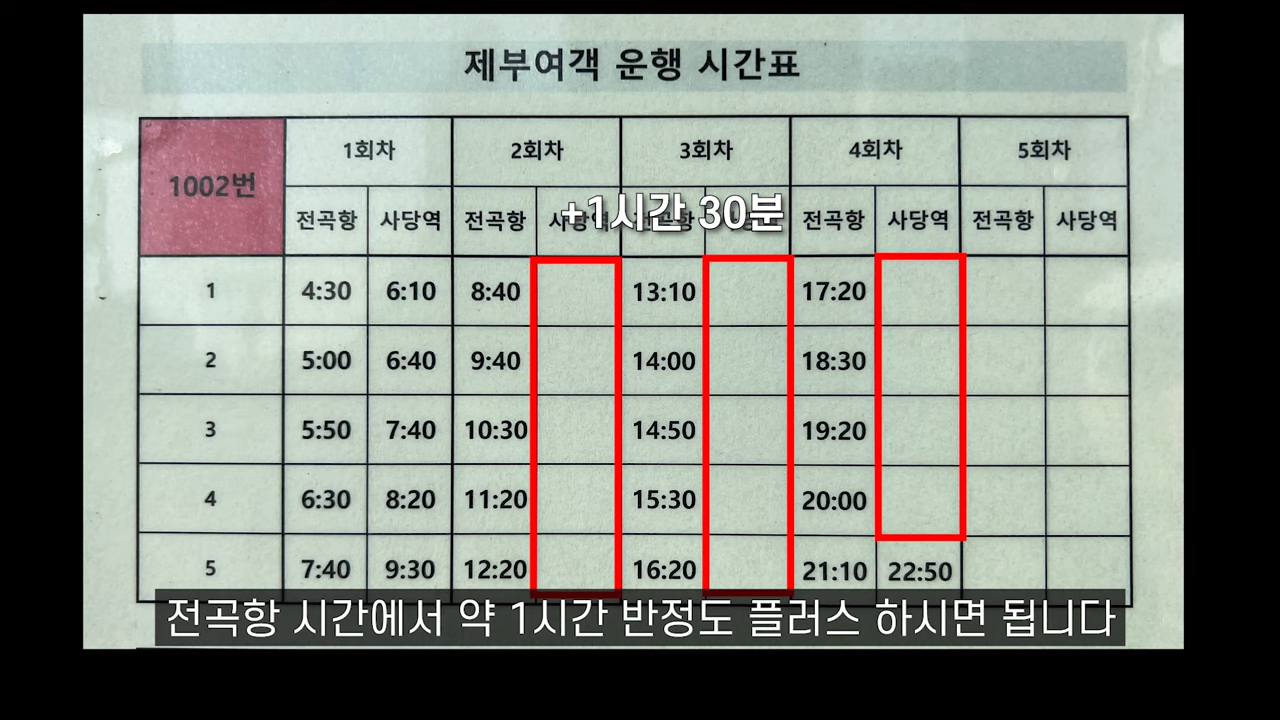 제부여객 운행 시간표
1002번 1회차 2회차 3회차 4회차 5회차
전곡항 사당역 전곡항 전곡항 사당역 전곡항 사당역
+1시간 30분
1 4:30 6:10 8:40 13:10 17:20
2 5:00 6:40 9:40 14:00 18:30
3 5:50 7:40 10:30 14:50 19:20
4 6:30 8:20 11:20 15:30 20:00
5 7:40 9:30 12:20 16:20 21:10 22:50
전곡항 시간에서 약 1시간 반정도 플러스 하시면 됩니다